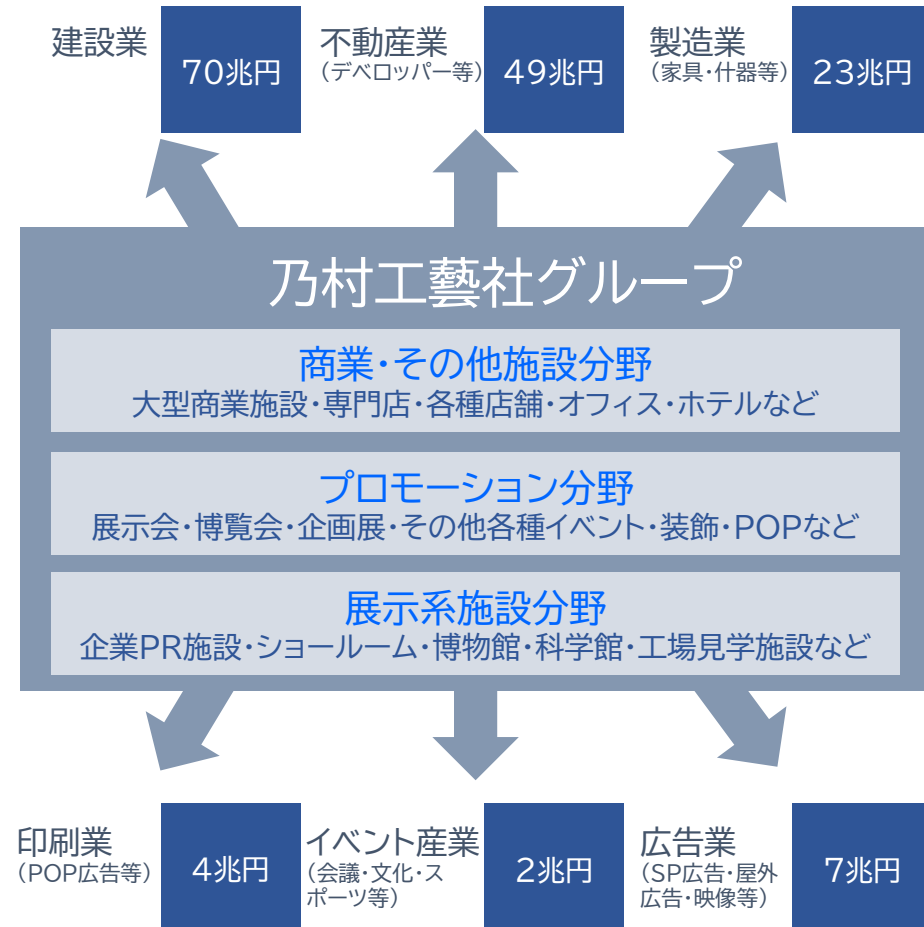 建設業
70兆円
不動産業
（デベロッパー等）
49兆円
製造業
（家具・什器等）
23兆円
乃村工藝社グループ
商業・その他施設分野
大型商業施設・専門店・各種店舗・オフィス・ホテルなど
プロモーション分野
展示会・博覧会・企画展・その他各種イベント・装飾・POPなど
展示系施設分野
企業PR施設・ショールーム・博物館・科学館・工場見学施設など
印刷業
（POP広告等）
4兆円
イベント産業
（会議・文化・ス
ポーツ等）
2兆円
広告業
（SP広告・屋外
広告・映像等）
7兆円